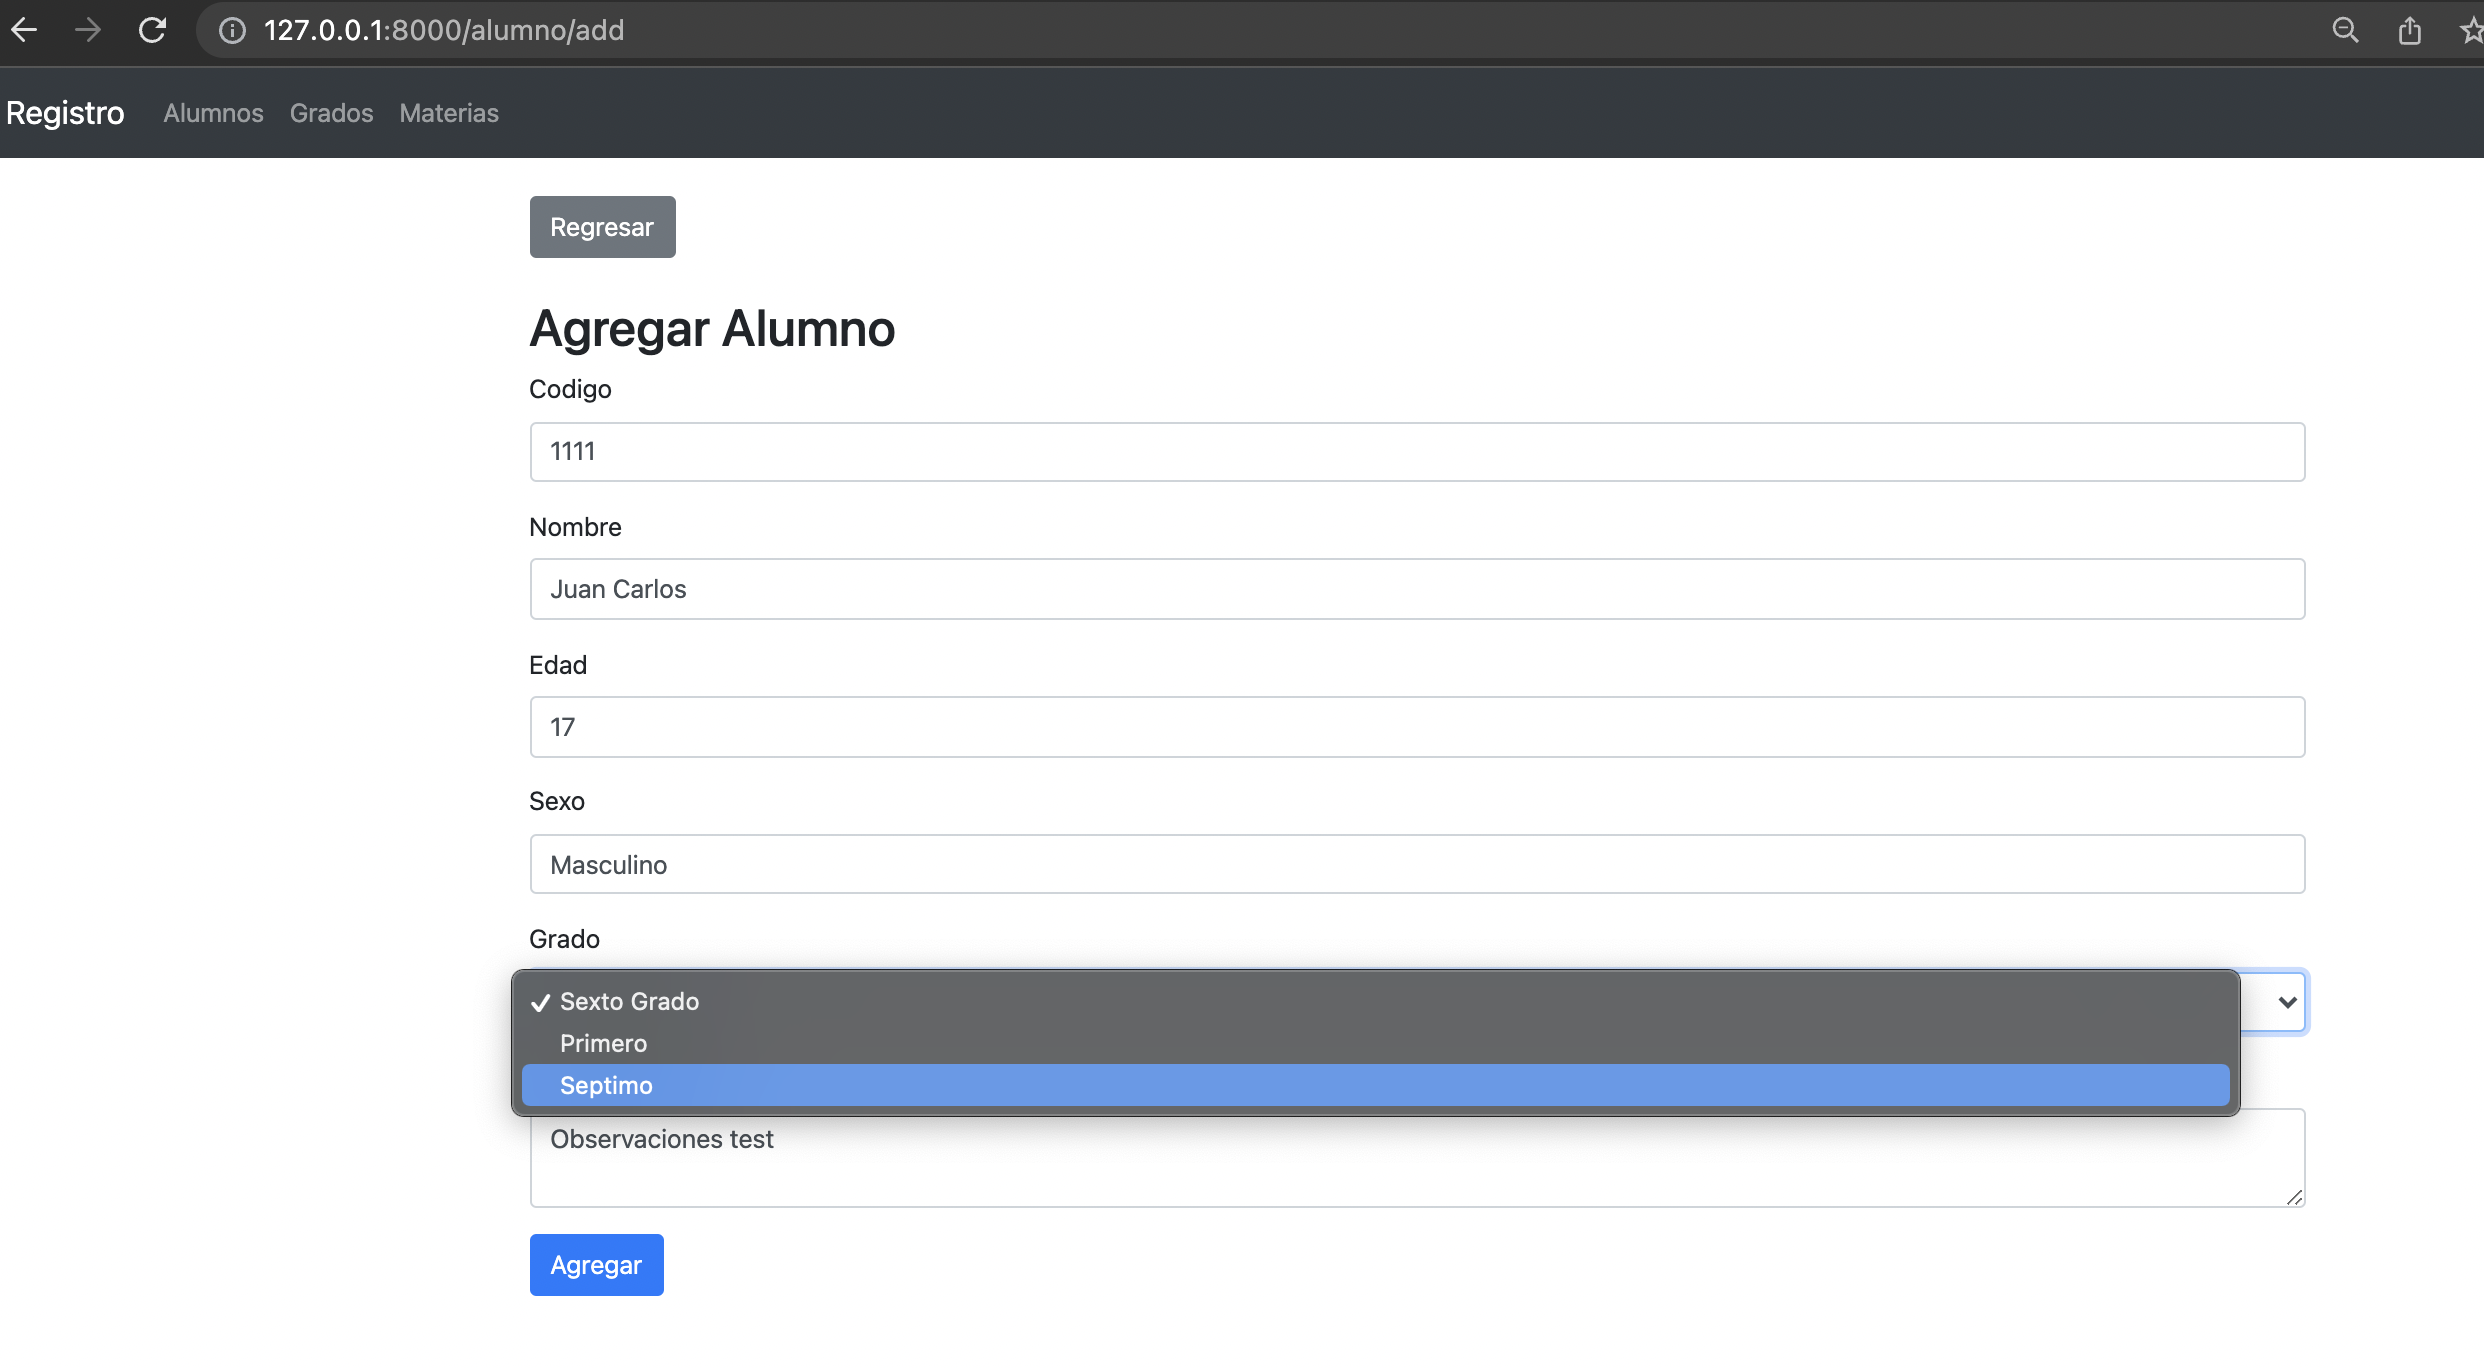 127.0.0.1:8000/alumno/add
Registro Alumnos Grados Materias
Regresar
Agregar Alumno
Codigo
1111
Nombre
Juan Carlos
Edad
17
Sexo
Masculino
Grado
Sexto Grado
Primero
Septimo
Observaciones test
Agregar